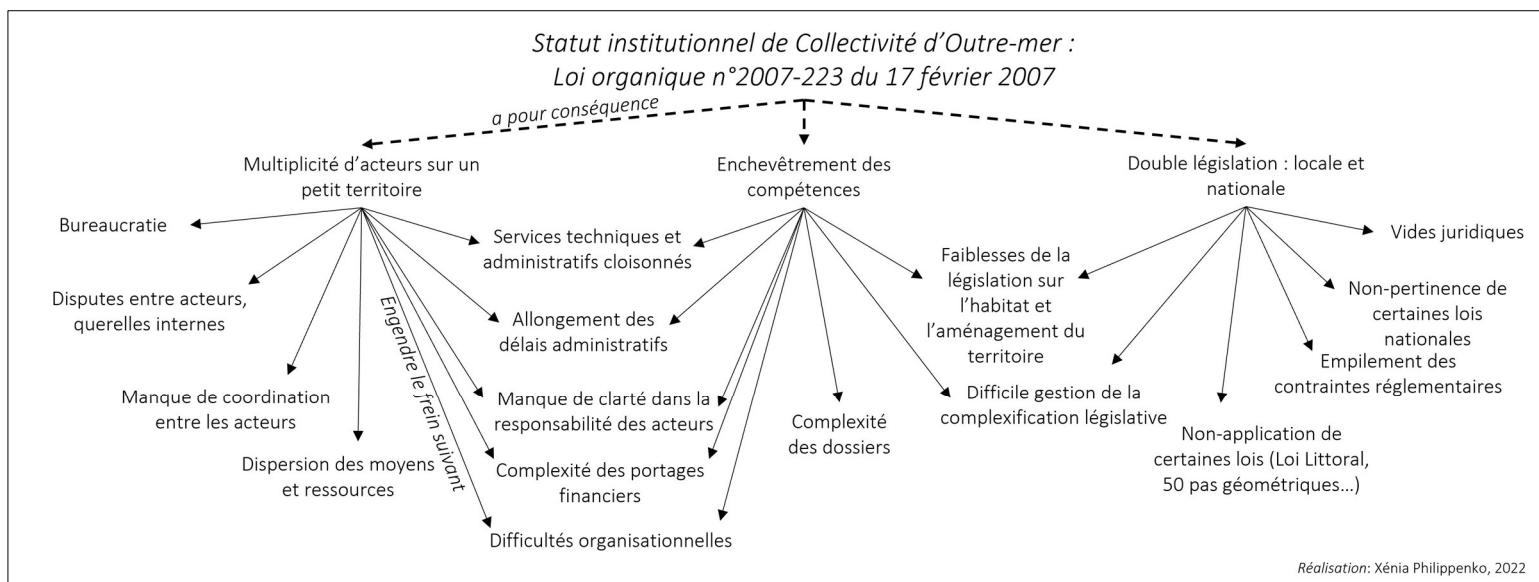 Statut institutionnel de Collectivité d’Outre-mer :
Loi organique n°2007-223 du 17 février 2007
a pour conséquence
Multiplicité d’acteurs sur un
petit territoire
Enchevêtrement des
compétences
Double législation : locale et
nationale
Bureaucratie
Disputes entre acteurs,
querelles internes
Manque de coordination
entre les acteurs
Dispersion des moyens
et ressources
Engendre le frein suivant
Services techniques et
administratifs cloisonnés
Allongement des
délais administratifs
Manque de clarté dans la
responsabilité des acteurs
Complexité des portages
financiers
Difficultés organisationnelles
Complexité
des dossiers
Faiblesses de la
législation sur
l’habitat et
l’aménagement du
territoire
Difficile gestion de la
complexification législative
Vides juridiques
Non-pertinence de
certaines lois
nationales
Empilement des
contraintes réglementaires
Non-application de
certaines lois (Loi Littoral,
50 pas géométriques…)
Réalisation: Xénia Philippenko, 2022